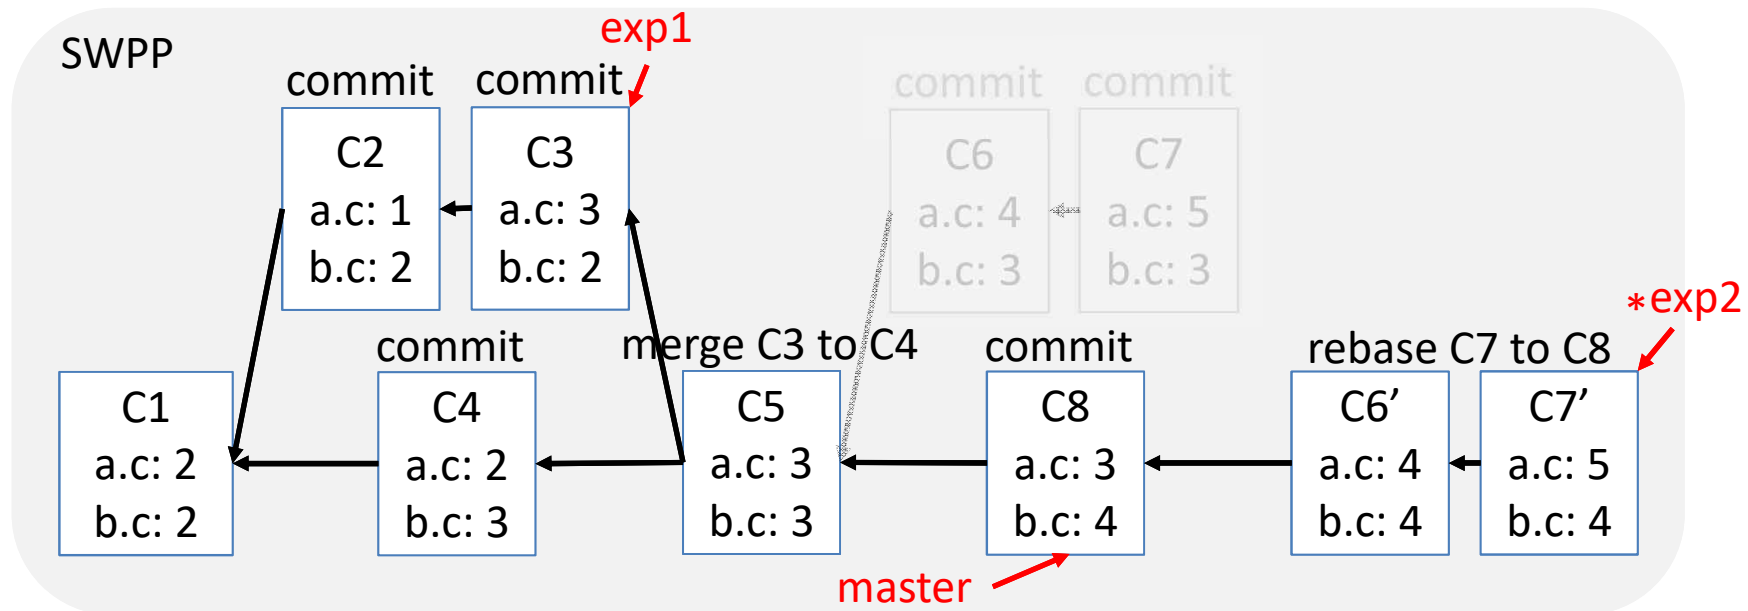 SWPP
exp1
commit
commit
commit
commit
C2
a.c: 1
b.c: 2
C3
a.c: 3
b.c: 2
C6
a.c: 4
b.c: 3
C7
a.c: 5
b.c: 3
*exp2
commit
merge C3 to C4
commit
rebase C7 to C8
C1
a.c: 2
b.c: 2
C4
a.c: 2
b.c: 3
C5
a.c: 3
b.c: 3
C8
a.c: 3
b.c: 4
C6’
a.c: 4
b.c: 4
C7’
a.c: 5
b.c: 4
master